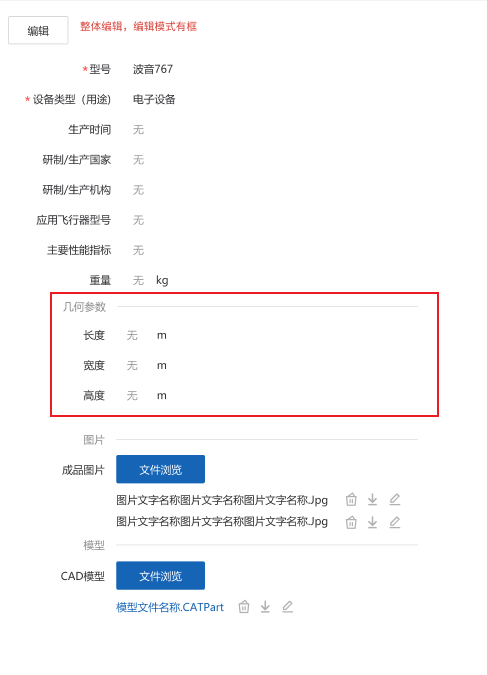 编辑 整体编辑，编辑模式有框
*型号 波音767
*设备类型（用途) 电子设备
生产时间 无
研制/生产国家 无
研制/生产机构 无
应用飞行器型号 无
主要性能指标 无
重量 无 kg
几何参数
长度 无 m
宽度 无 m
高度 无 m
图片
成品图片 文件浏览
图片文字名称图片文字名称图片文字名称.Jpg
图片文字名称图片文字名称图片文字名称.Jpg
模型
CAD模型 文件浏览
模型文件名称.CATPart